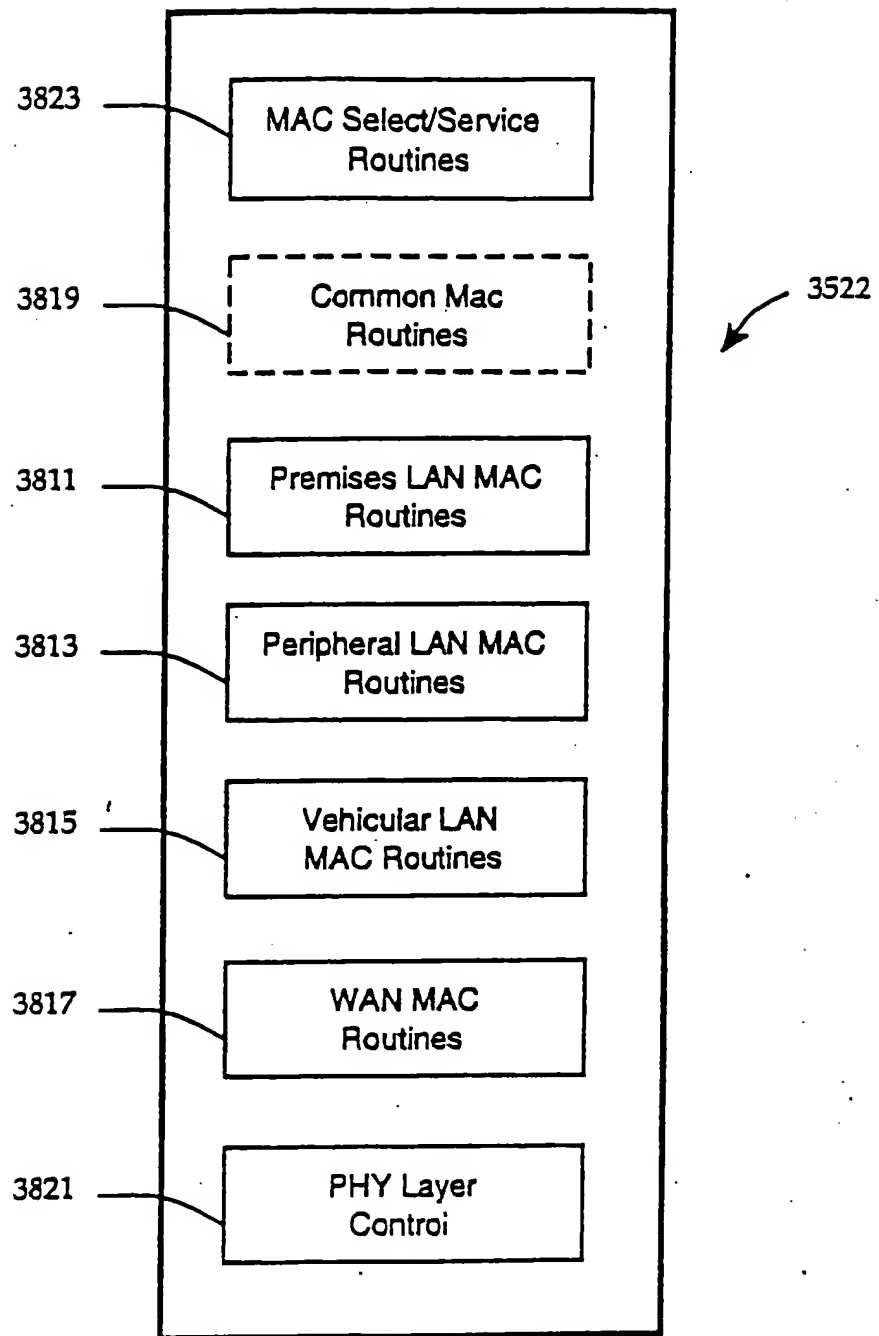 3823
MAC Select/Service
Routines
3819
Common Mac
Routines
3522
3811
Premises LAN MAC
Routines
3813
Peripheral LAN MAC
Routines
3815
Vehicular LAN
MAC Routines
3817
WAN MAC
Routines
3821
PHY Layer
Control